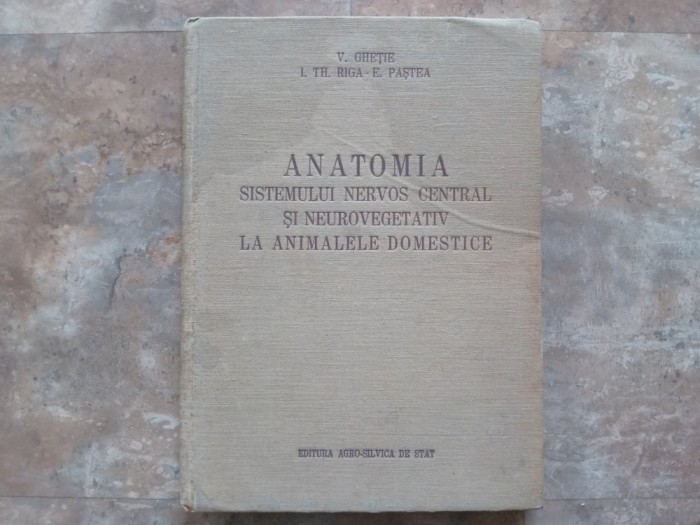 V. GHEȚIE
I. TH. RIGA - E. PAȘTEA
ANATOMIA
SISTEMULUI NERVOS CENTRAL
ȘI NEUROVEGETATIV
LA ANIMALELE DOMESTICE
EDITURA AGRO-SILVICA DE STAT